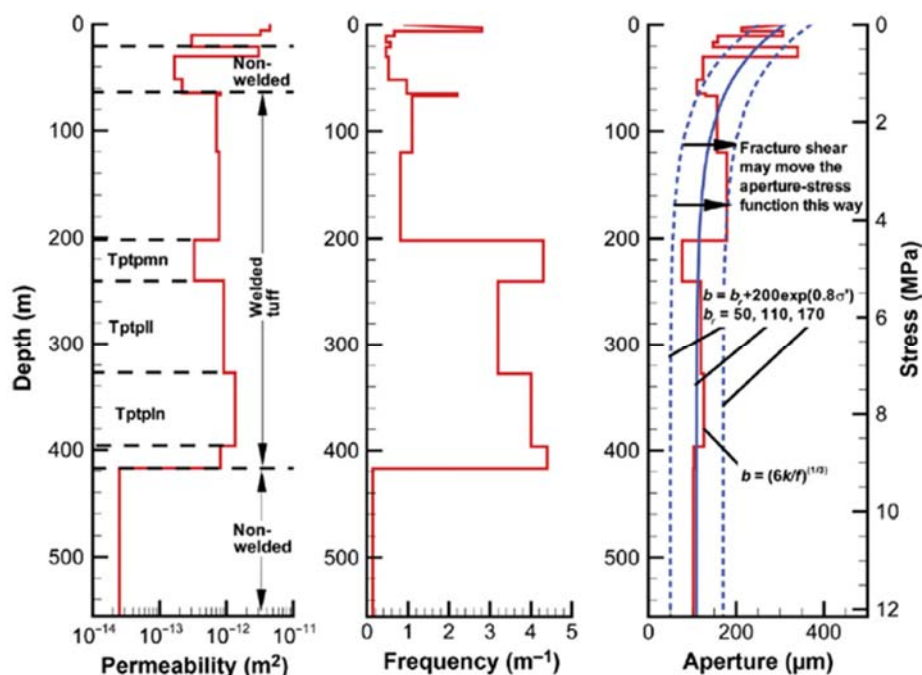 0
100
200
300
400
500
Depth (m)
Non-
welded
Tptpmn
Tptpll
Tptpln
Welded
tuff
Non-
welded
10⁻¹⁴ 10⁻¹³ 10⁻¹² 10⁻¹¹
Permeability (m²)
0
100
200
300
400
500
0 1 2 3 4 5
Frequency (m⁻¹)
0
100
200
300
400
500
Fracture shear
may move the
aperture-stress
function this way
b = bᵣ+200exp(0.8σ')
bᵣ = 50, 110, 170
b = (6k/f)⁽¹/³⁾
0 200 400
Aperture (µm)
0
2
4
6
8
10
12
Stress (MPa)